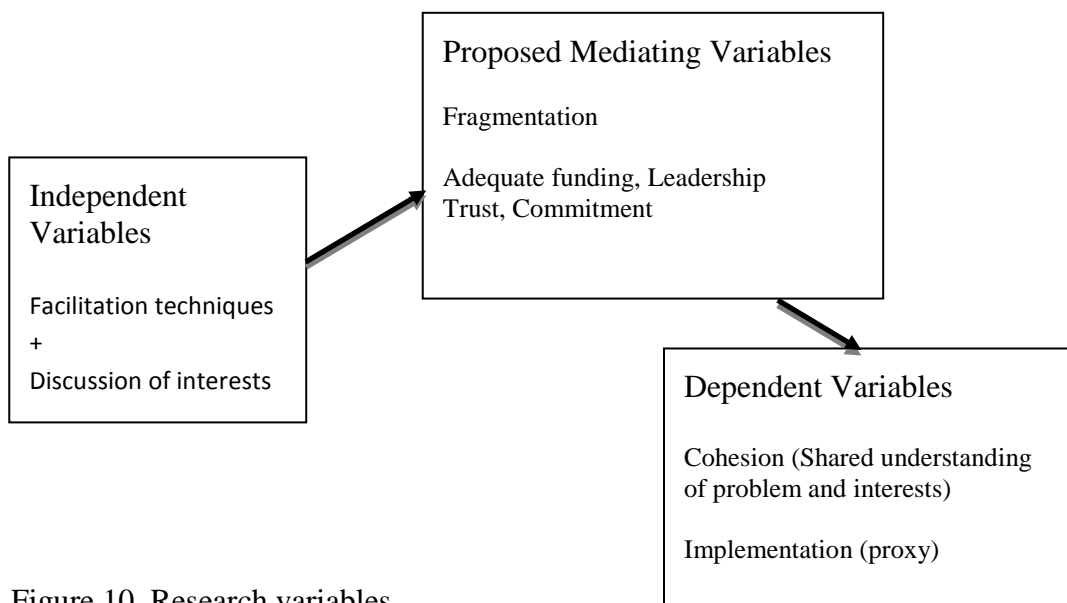 Proposed Mediating Variables
Fragmentation
Adequate funding, Leadership
Trust, Commitment
Independent
Variables
Facilitation techniques
+
Discussion of interests
Dependent Variables
Cohesion (Shared understanding
of problem and interests)
Implementation (proxy)
Figure 10. Research variables